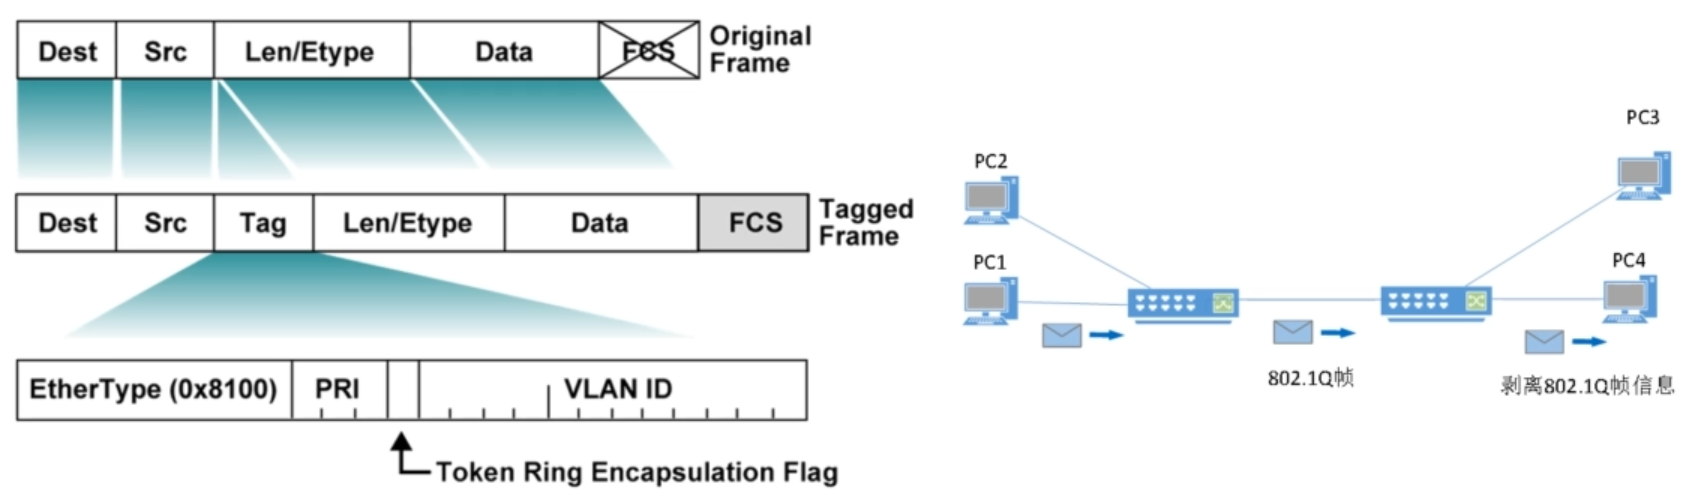 Dest Src Len/Etype Data FCS Original
Frame
Dest Src Tag Len/Etype Data FCS Tagged
Frame
EtherType (0x8100) PRI VLAN ID
Token Ring Encapsulation Flag
PC3
PC2
PC1
PC4
802.1Q帧
剥离802.1Q帧信息